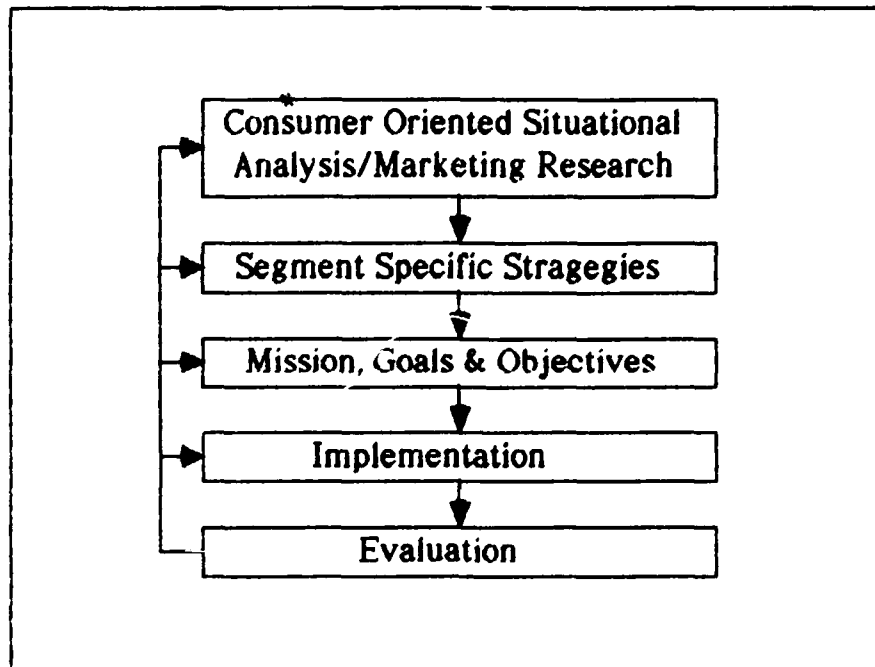 Consumer Oriented Situational
Analysis/Marketing Research
Segment Specific Stragegies
Mission, Goals & Objectives
Implementation
Evaluation